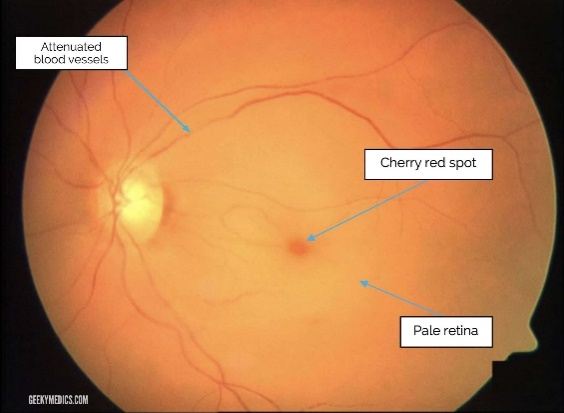 Attenuated
blood vessels
Cherry red spot
Pale retina
GEEKYMEDICS.COM